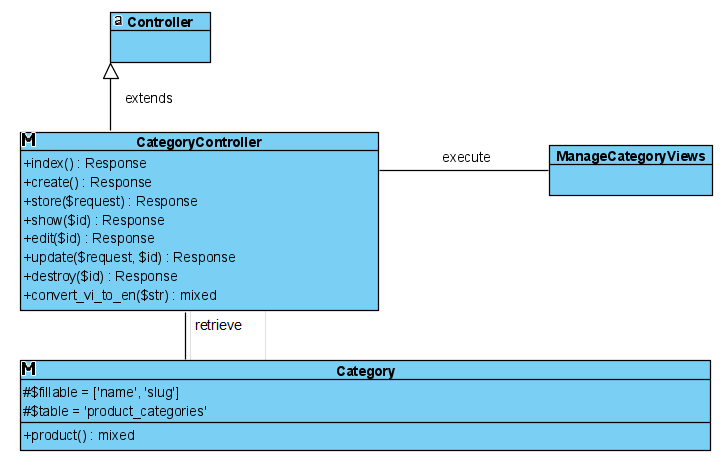 a Controller
extends
M CategoryController
+index() : Response
+create() : Response
+store($request) : Response
+show($id) : Response
+edit($id) : Response
+update($request, $id) : Response
+destroy($id) : Response
+convert_vi_to_en($str) : mixed
execute
ManageCategoryViews
retrieve
M Category
#$fillable = ['name', 'slug']
#$table = 'product_categories'
+product() : mixed